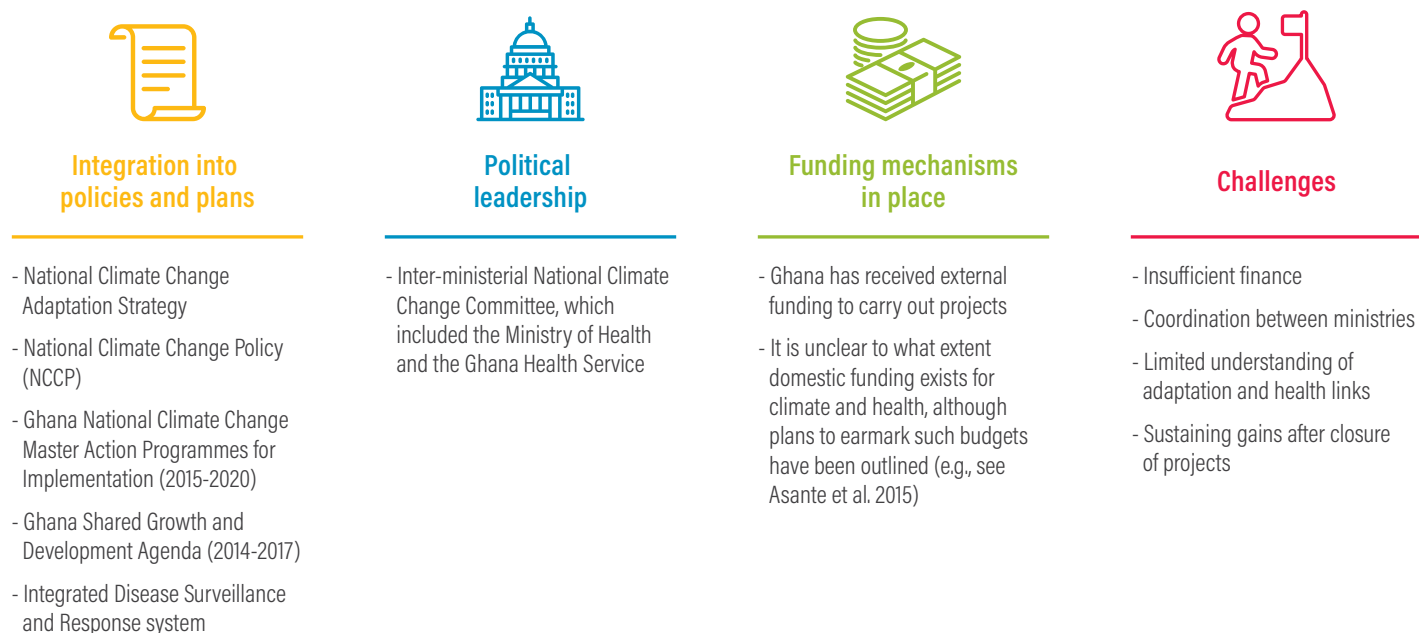 Integration into
policies and plans
- National Climate Change
Adaptation Strategy
- National Climate Change Policy
(NCCP)
- Ghana National Climate Change
Master Action Programmes for
Implementation (2015-2020)
- Ghana Shared Growth and
Development Agenda (2014-2017)
- Integrated Disease Surveillance
and Response system
Political
leadership
- Inter-ministerial National Climate
Change Committee, which
included the Ministry of Health
and the Ghana Health Service
Funding mechanisms
in place
- Ghana has received external
funding to carry out projects
- It is unclear to what extent
domestic funding exists for
climate and health, although
plans to earmark such budgets
have been outlined (e.g., see
Asante et al. 2015)
Challenges
- Insufficient finance
- Coordination between ministries
- Limited understanding of
adaptation and health links
- Sustaining gains after closure
of projects